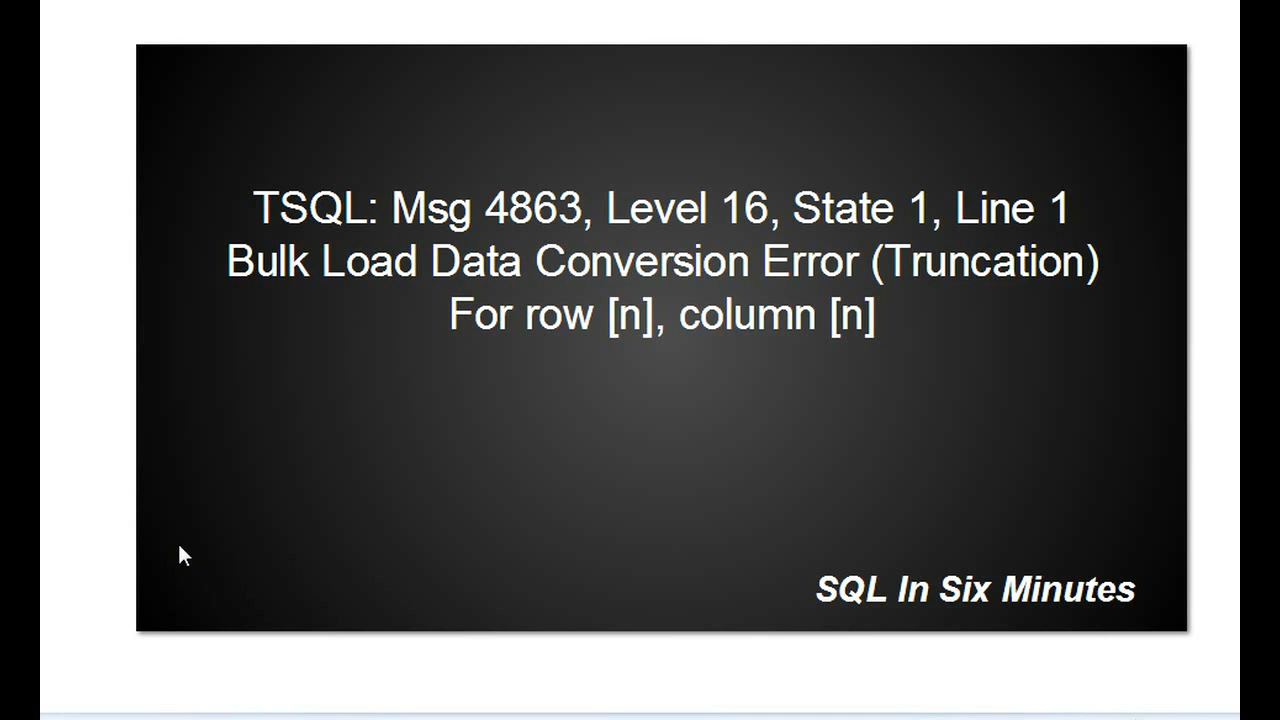 TSQL: Msg 4863, Level 16, State 1, Line 1
Bulk Load Data Conversion Error (Truncation)
For row [n], column [n]
SQL In Six Minutes